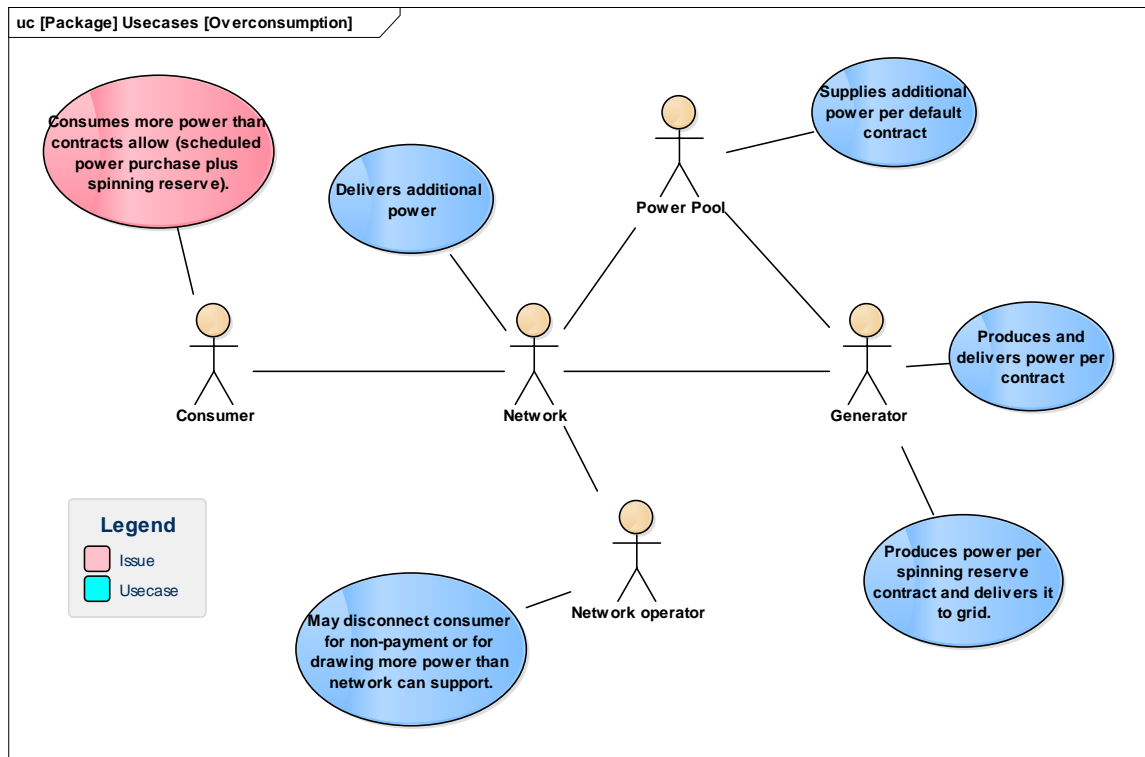 uc [Package] Usecases [Overconsumption]
Consumes more power than
contracts allow (scheduled
power purchase plus
spinning reserve).
Delivers additional
power
Supplies additional
power per default
contract
Power Pool
Produces and
delivers power per
contract
Consumer
Network
Generator
Legend
Issue
Usecase
Produces power per
spinning reserve
contract and delivers it
to grid.
Network operator
May disconnect consumer
for non-payment or for
drawing more power than
network can support.